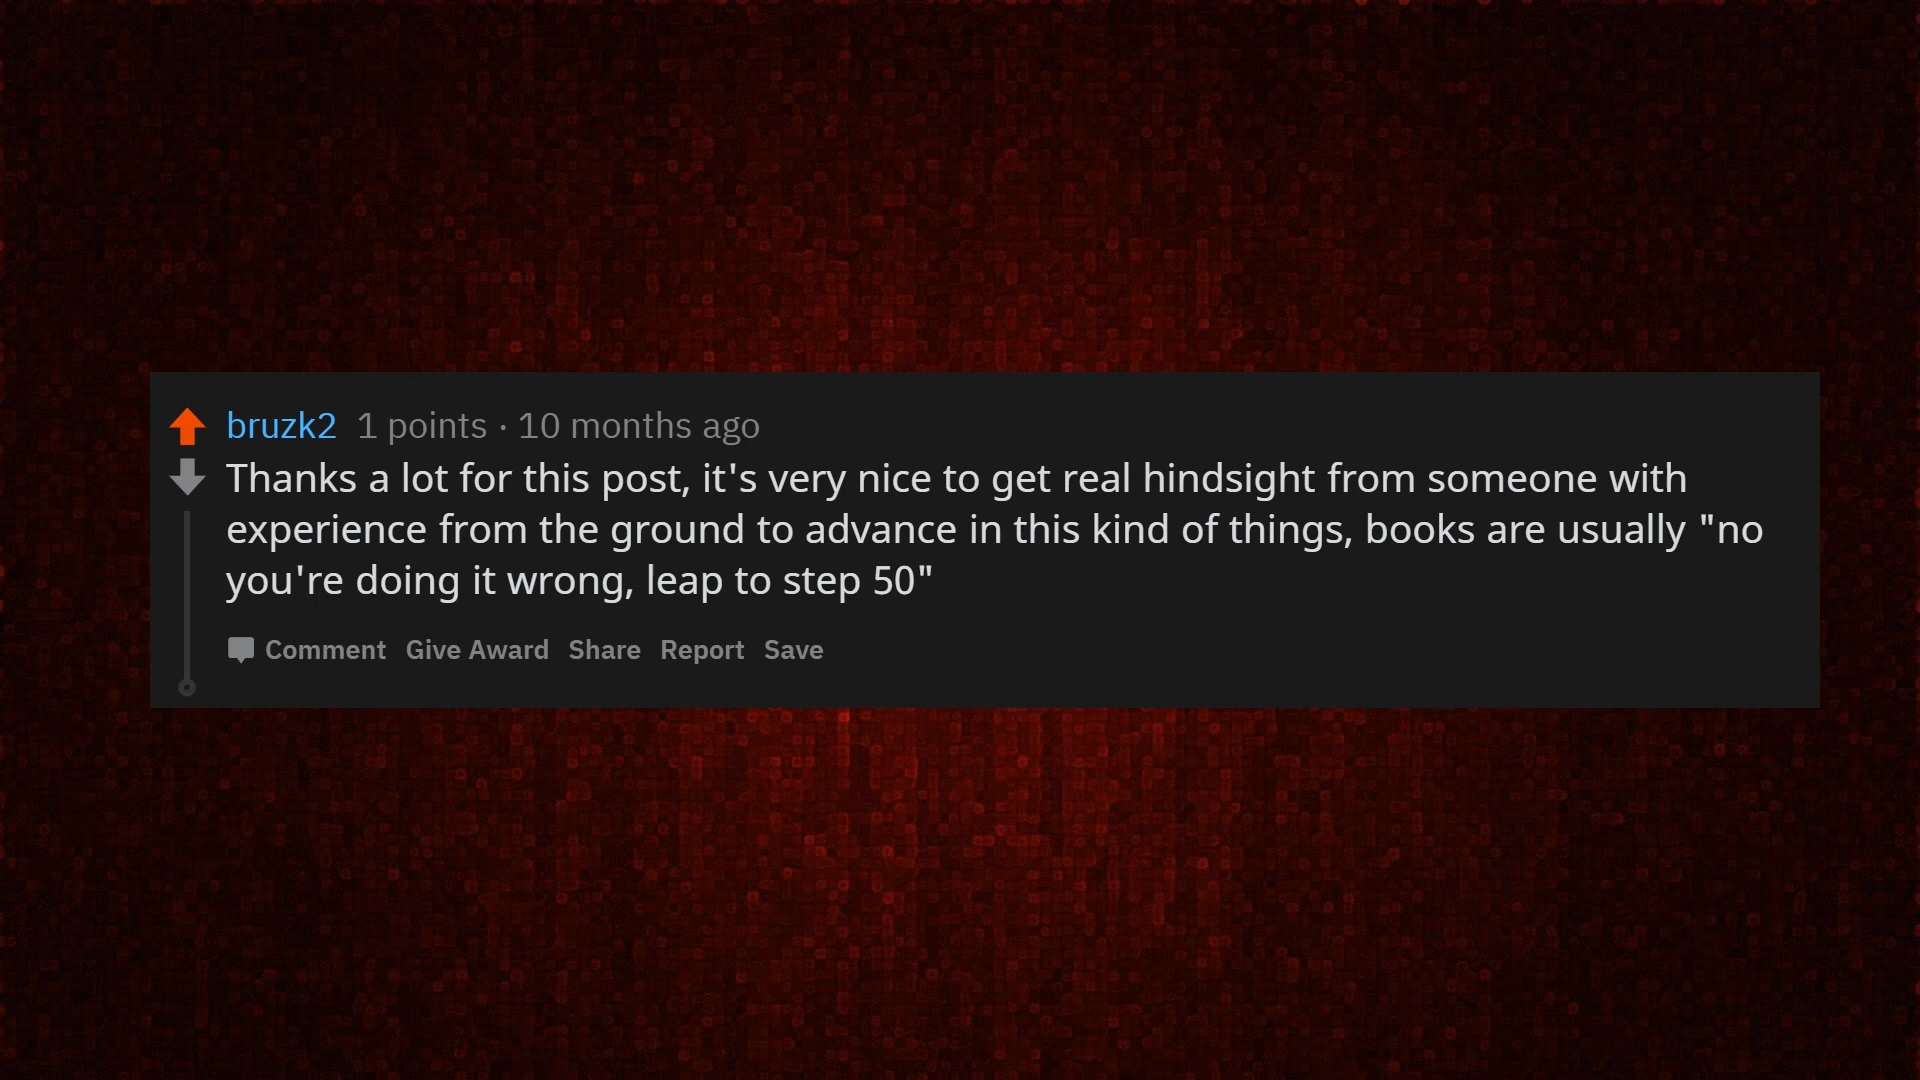 bruzk2 1 points · 10 months ago
Thanks a lot for this post, it's very nice to get real hindsight from someone with
experience from the ground to advance in this kind of things, books are usually "no
you're doing it wrong, leap to step 50"
Comment Give Award Share Report Save